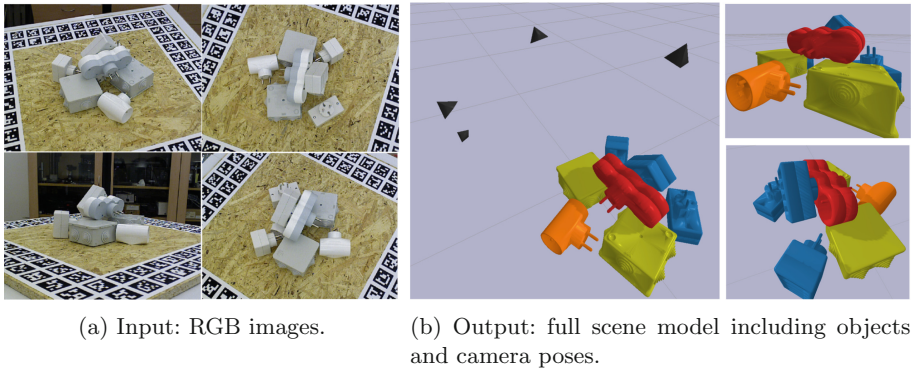 (a) Input: RGB images.
(b) Output: full scene model including objects
and camera poses.